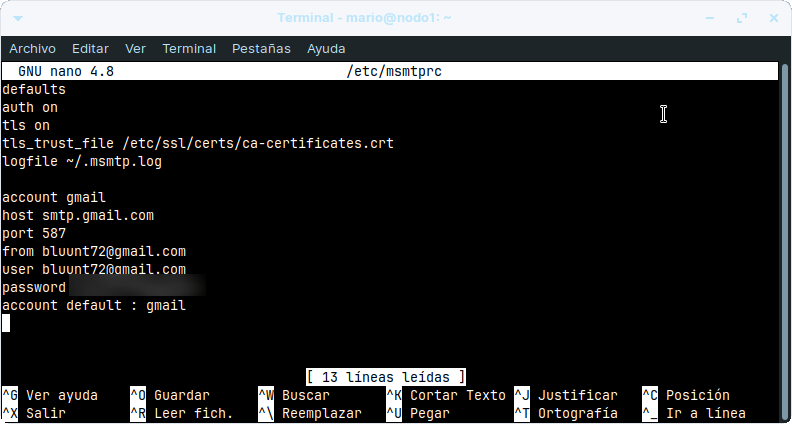 Terminal - mario@nodo1: ~
Archivo Editar Ver Terminal Pestañas Ayuda
GNU nano 4.8 /etc/msmtprc
defaults
auth on
tls on
tls_trust_file /etc/ssl/certs/ca-certificates.crt
logfile ~/.msmtp.log
account gmail
host smtp.gmail.com
port 587
from bluunt72@gmail.com
user bluunt72@gmail.com
password
account default : gmail
[ 13 líneas leídas ]
^G Ver ayuda ^O Guardar ^W Buscar ^K Cortar Texto ^J Justificar ^C Posición
^X Salir ^R Leer fich. ^\ Reemplazar ^U Pegar ^T Ortografía ^_ Ir a línea